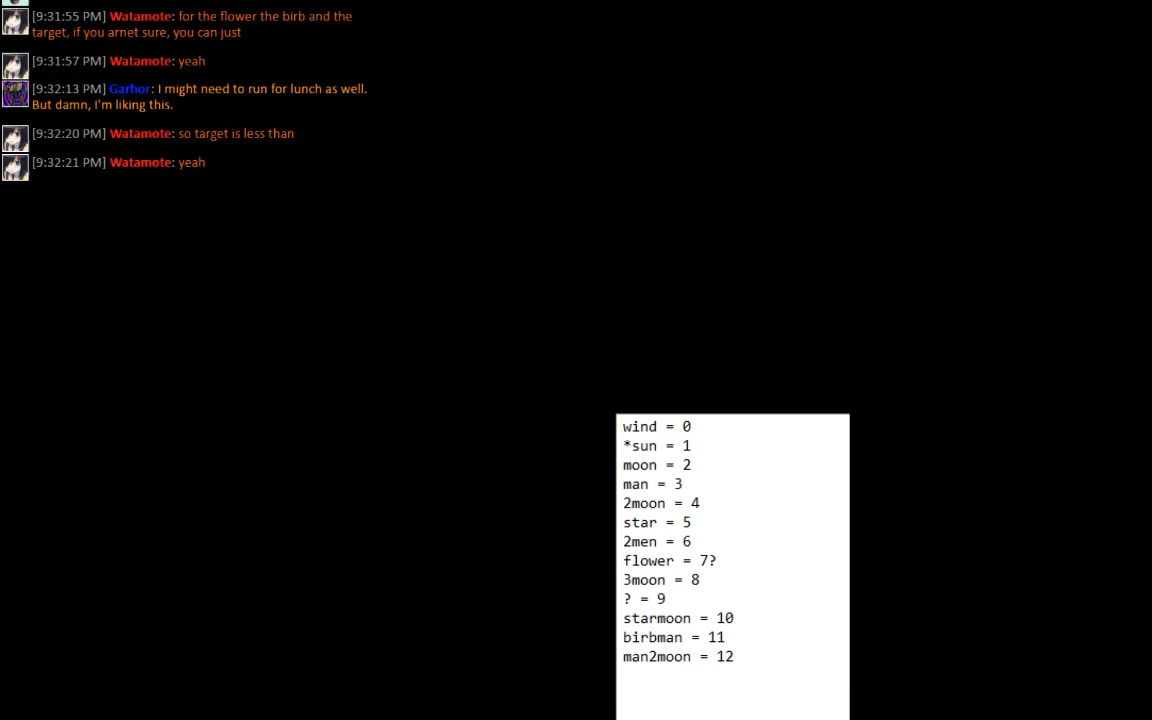 [9:31:55 PM] Watamote: for the flower the birb and the
target, if you arnet sure, you can just
[9:31:57 PM] Watamote: yeah
[9:32:13 PM] Garhor: I might need to run for lunch as well.
But damn, I'm liking this.
[9:32:20 PM] Watamote: so target is less than
[9:32:21 PM] Watamote: yeah
wind = 0
*sun = 1
moon = 2
man = 3
2moon = 4
star = 5
2men = 6
flower = 7?
3moon = 8
? = 9
starmoon = 10
birbman = 11
man2moon = 12